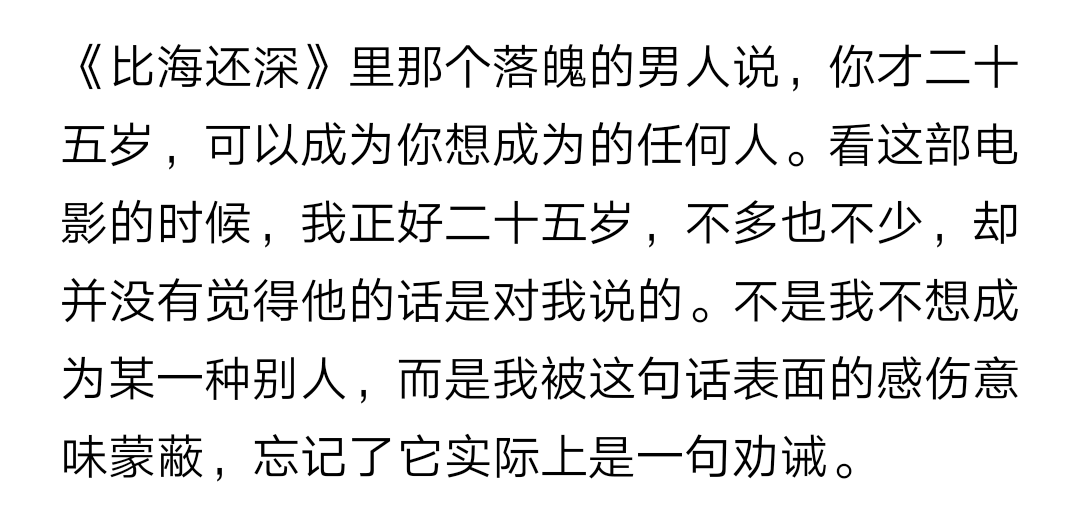 《比海还深》里那个落魄的男人说，你才二十
五岁，可以成为你想成为的任何人。看这部电
影的时候，我正好二十五岁，不多也不少，却
并没有觉得他的话是对我说的。不是我不想成
为某一种别人，而是我被这句话表面的感伤意
味蒙蔽，忘记了它实际上是一句劝诫。